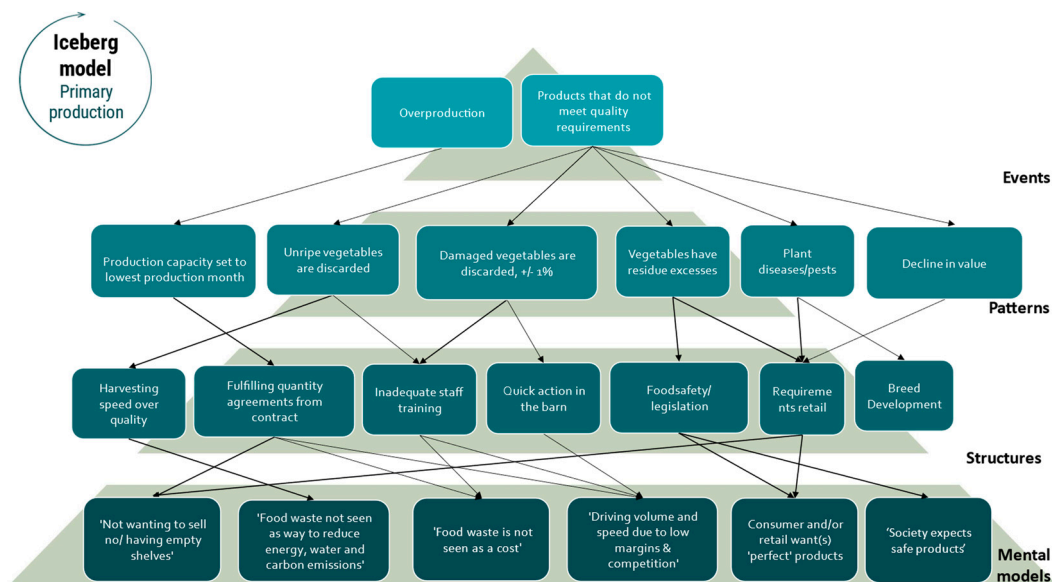 Iceberg
model
Primary
production
Overproduction
Products that do not
meet quality
requirements
Events
Production capacity set to
lowest production month
Unripe vegetables
are discarded
Damaged vegetables are
discarded, +/- 1%
Vegetables have
residue excesses
Plant
diseases/pests
Decline in value
Patterns
Harvesting
speed over
quality
Fulfilling quantity
agreements from
contract
Inadequate staff
training
Quick action in
the barn
Foodsafety/
legislation
Requireme
nts retail
Breed
Development
Structures
'Not wanting to sell
no/ having empty
shelves'
'Food waste not seen
as way to reduce
energy, water and
carbon emissions'
'Food waste is not
seen as a cost'
'Driving volume and
speed due to low
margins &
competition'
Consumer and/or
retail want(s)
'perfect' products
‘Society expects
safe products’
Mental
models